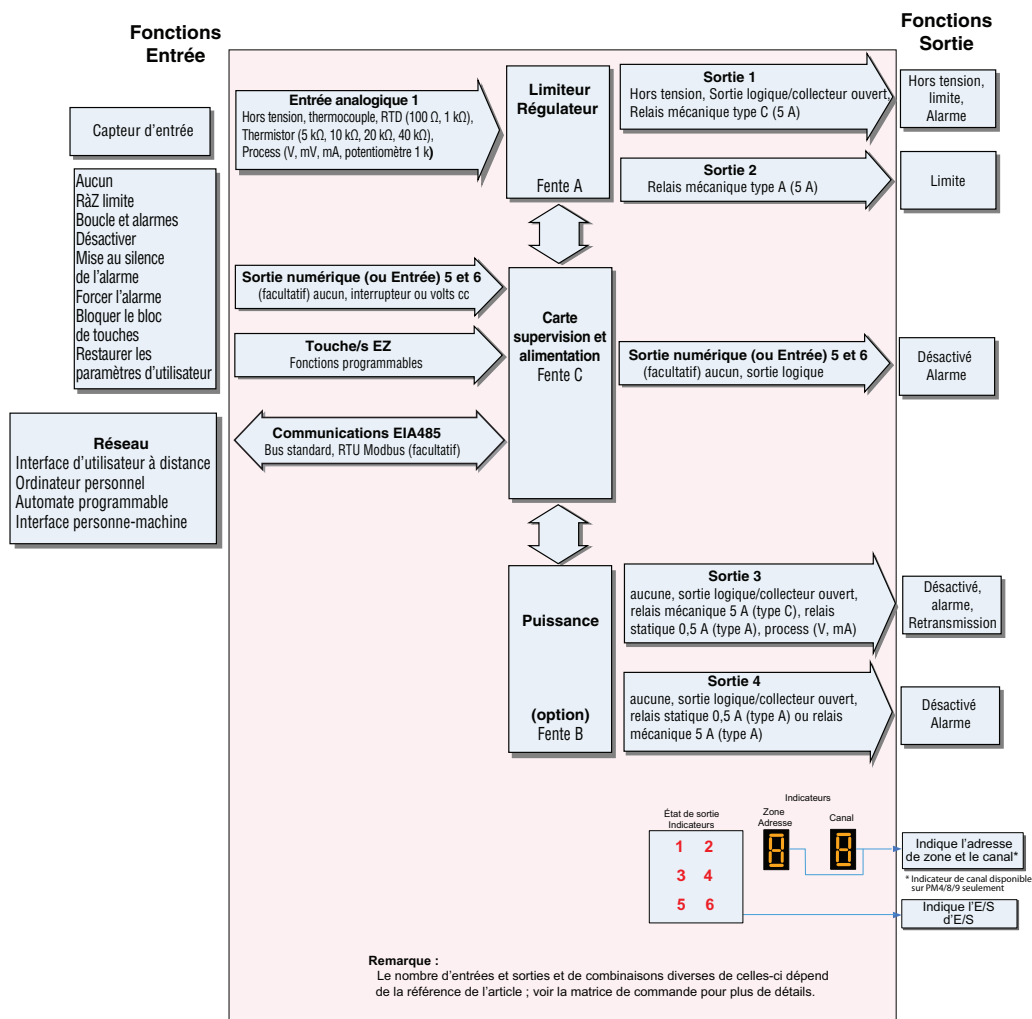 Fonctions
Entrée
Fonctions
Sortie
Capteur d'entrée
Entrée analogique 1
Hors tension, thermocouple, RTD (100 Ω, 1 kΩ),
Thermistor (5 kΩ, 10 kΩ, 20 kΩ, 40 kΩ),
Process (V, mV, mA, potentiomètre 1 k)
Limiteur
Régulateur
Fente A
Sortie 1
Hors tension, Sortie logique/collecteur ouvert,
Relais mécanique type C (5 A)
Hors tension,
limite,
Alarme
Sortie 2
Relais mécanique type A (5 A)
Limite
Aucun
RàZ limite
Boucle et alarmes
Désactiver
Mise au silence
de l'alarme
Forcer l'alarme
Bloquer le bloc
de touches
Restaurer les
paramètres d'utilisateur
Sortie numérique (ou Entrée) 5 et 6
(facultatif) aucun, interrupteur ou volts cc
Touche/s EZ
Fonctions programmables
Carte
supervision et
alimentation
Fente C
Sortie numérique (ou Entrée) 5 et 6
(facultatif) aucun, sortie logique
Désactivé
Alarme
Réseau
Interface d'utilisateur à distance
Ordinateur personnel
Automate programmable
Interface personne-machine
Communications EIA485
Bus standard, RTU Modbus (facultatif)
Puissance
(option)
Fente B
Sortie 3
aucune, sortie logique/collecteur ouvert,
relais mécanique 5 A (type C), relais
statique 0,5 A (type A), process (V, mA)
Désactivé,
alarme,
Retransmission
Sortie 4
aucune, sortie logique/collecteur ouvert,
relais statique 0,5 A (type A) ou relais
mécanique 5 A (type A)
Désactivé
Alarme
Indicateurs
État de sortie
Indicateurs
Zone
Adresse
Canal
1 2
3 4
5 6
8
8
Indique l'adresse
de zone et le canal*
* Indicateur de canal disponible
sur PM4/8/9 seulement
Indique l'E/S
d'E/S
Remarque :
Le nombre d'entrées et sorties et de combinaisons diverses de celles-ci dépend
de la référence de l'article ; voir la matrice de commande pour plus de détails.